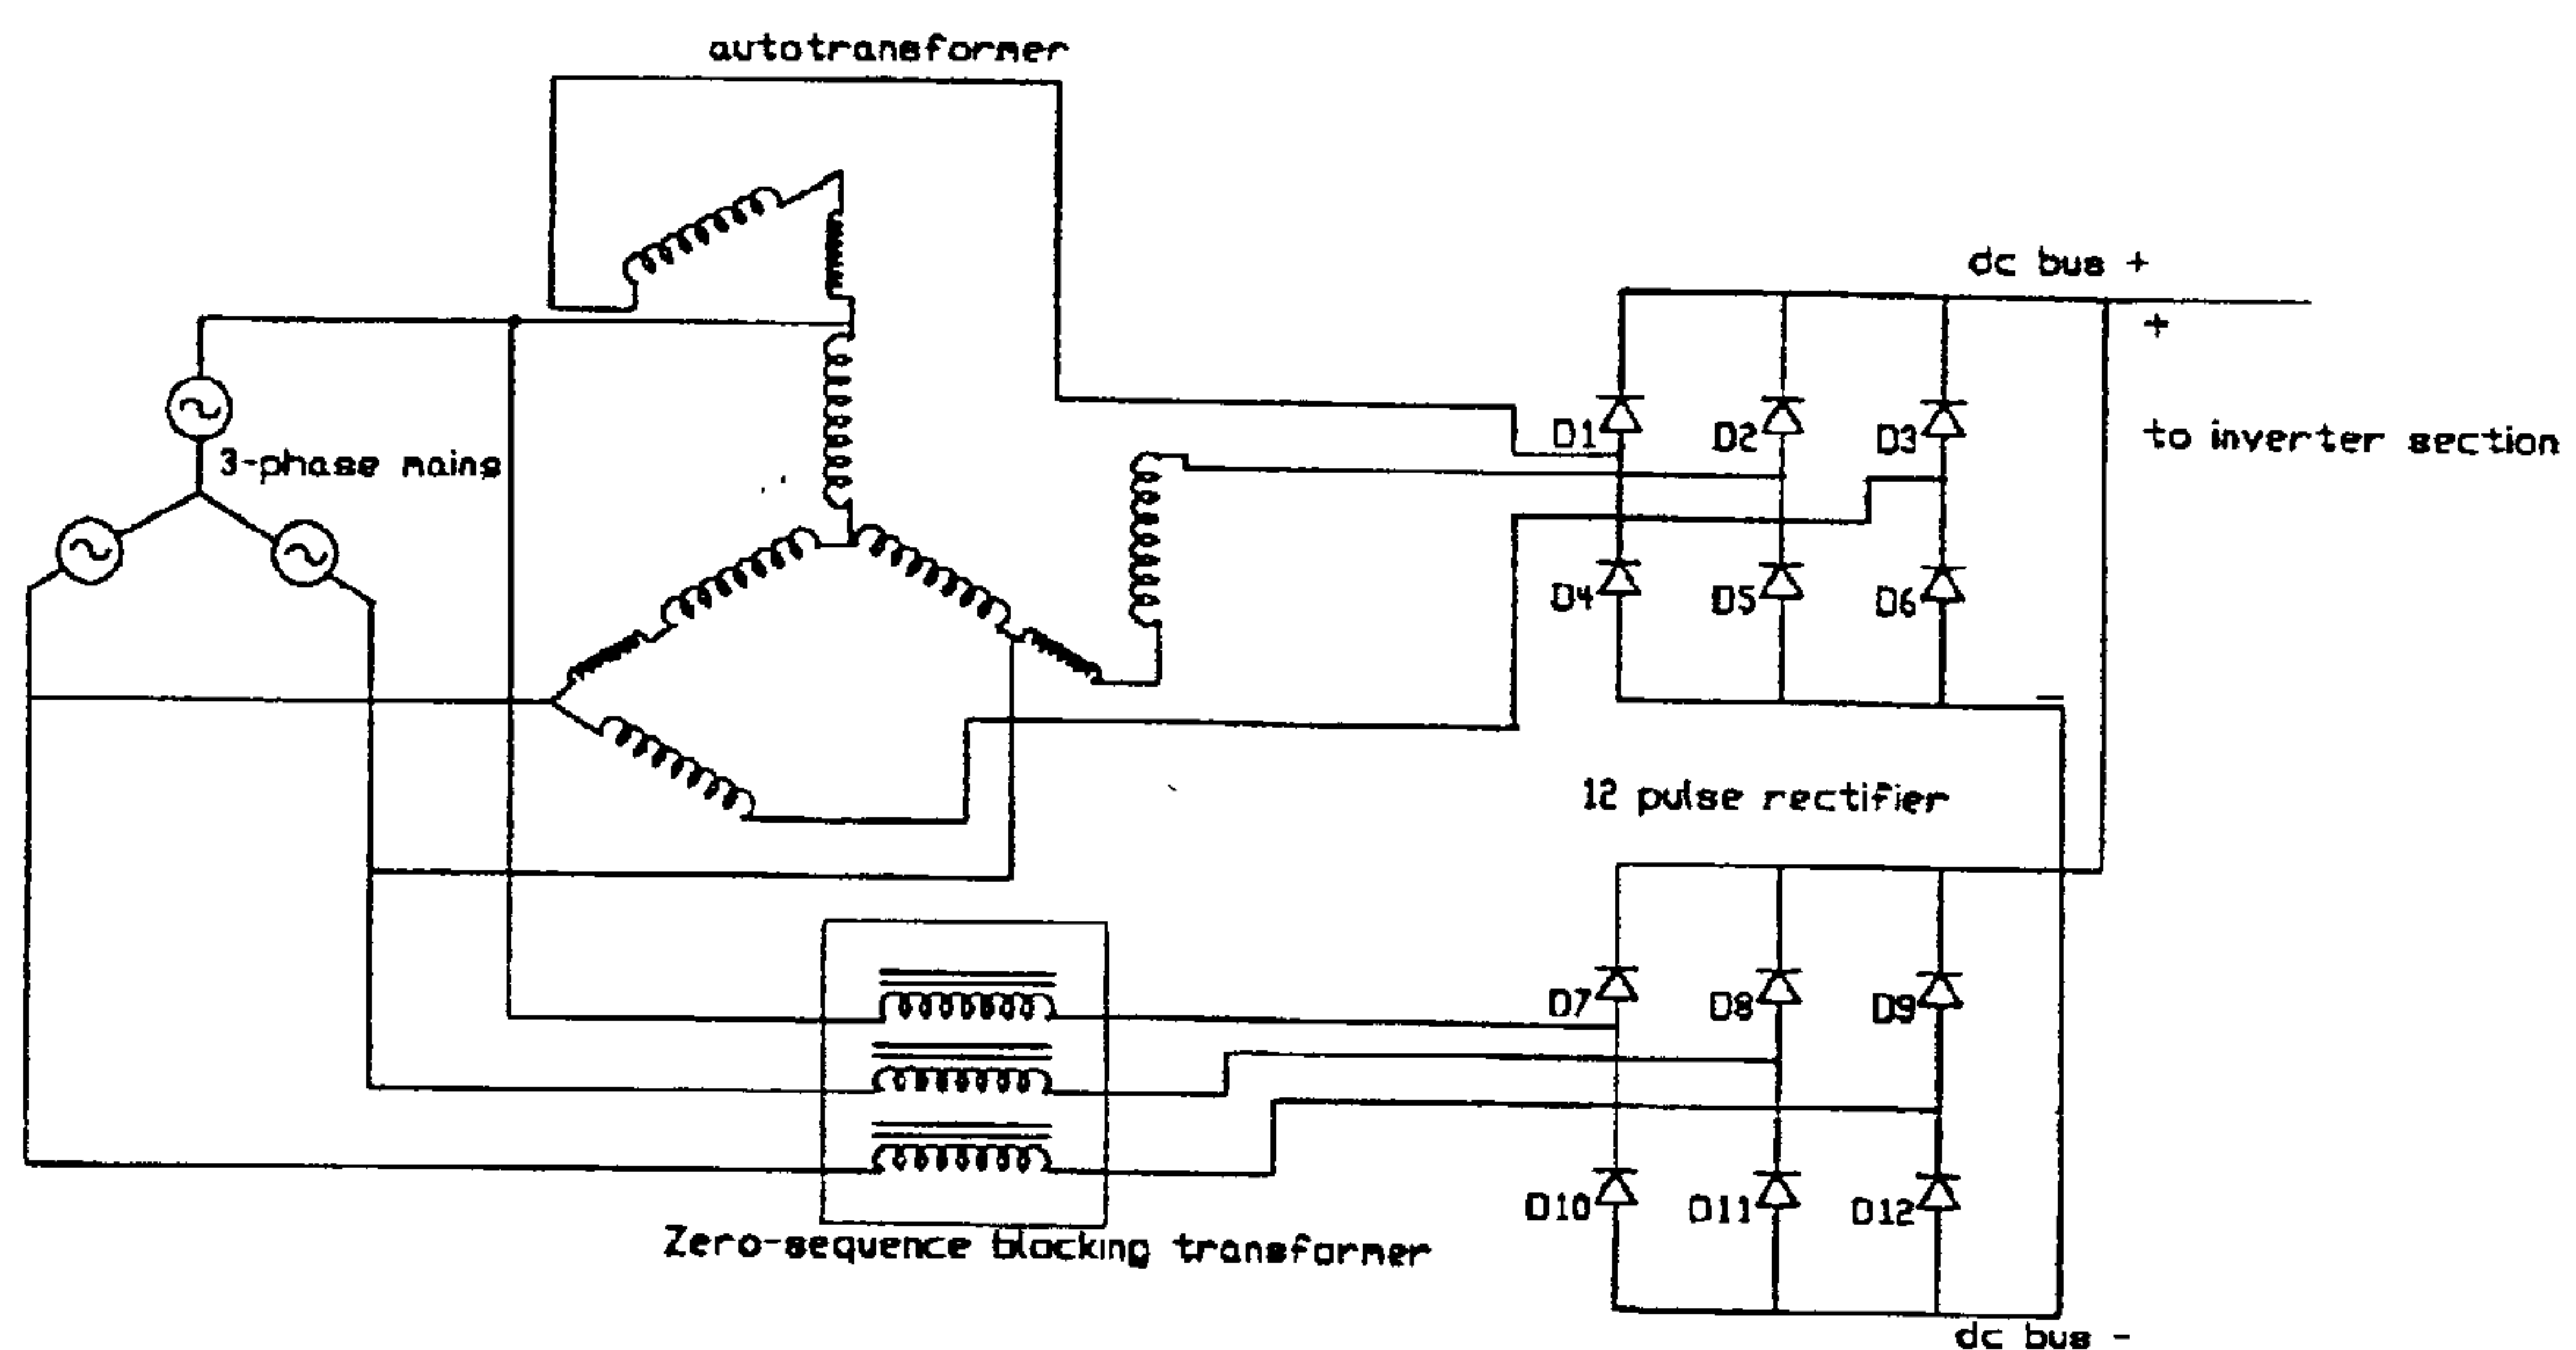 autotransformer
dc bus +
+
3-phase mains
D1
D2
D3
to inverter section
D4
D5
D6
−
12 pulse rectifier
D7
D8
D9
D10
D11
D12
Zero-sequence blocking transformer
dc bus -